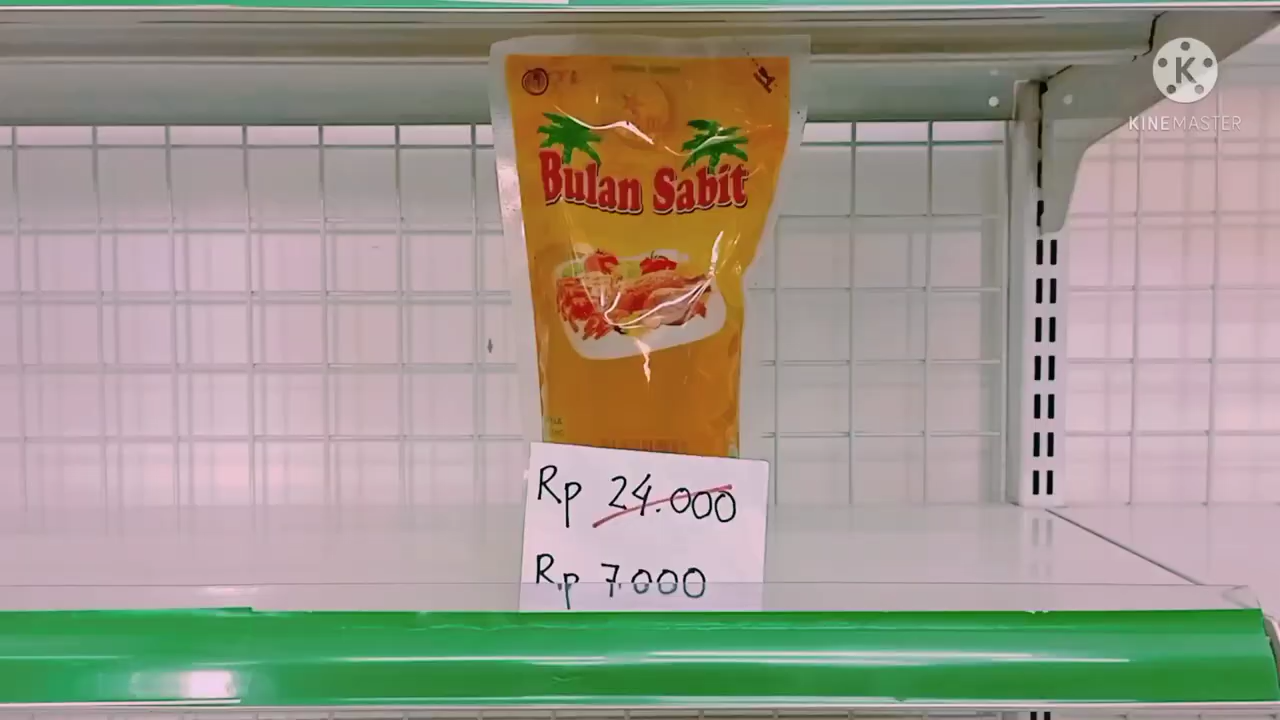 Bulan Sabit
Rp 24.000
Rp 7.000
K
KINEMASTER